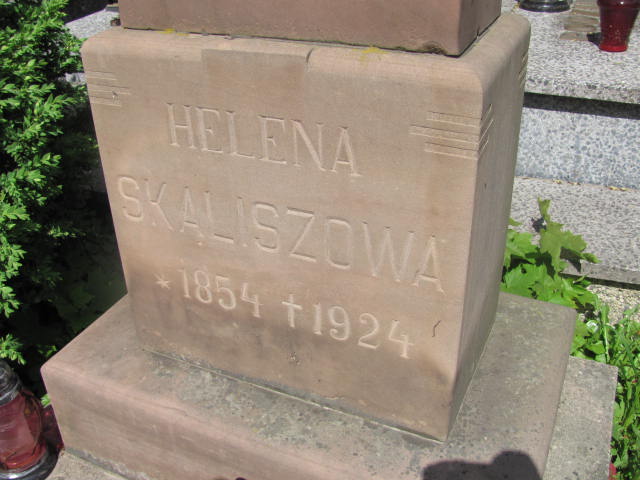 HELENA
SKALISZOWA
* 1854 † 1924